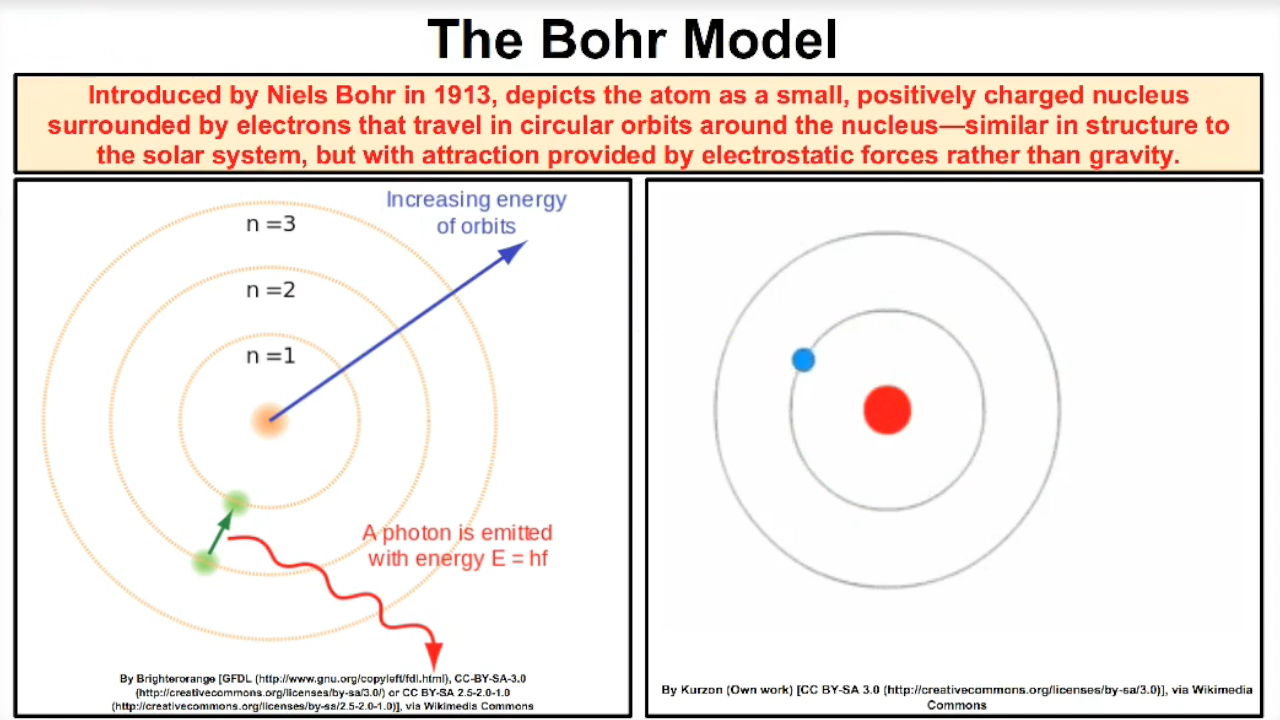 The Bohr Model
Introduced by Niels Bohr in 1913, depicts the atom as a small, positively charged nucleus
surrounded by electrons that travel in circular orbits around the nucleus—similar in structure to
the solar system, but with attraction provided by electrostatic forces rather than gravity.
Increasing energy
of orbits
n =3
n =2
n =1
A photon is emitted
with energy E = hf
By Brighterorange [GFDL (http://www.gnu.org/copyleft/fdl.html), CC-BY-SA-3.0
(http://creativecommons.org/licenses/by-sa/3.0/) or CC BY-SA 2.5-2.0-1.0
(http://creativecommons.org/licenses/by-sa/2.5-2.0-1.0)], via Wikimedia Commons
By Kurzon (Own work) [CC BY-SA 3.0 (http://creativecommons.org/licenses/by-sa/3.0)], via Wikimedia
Commons